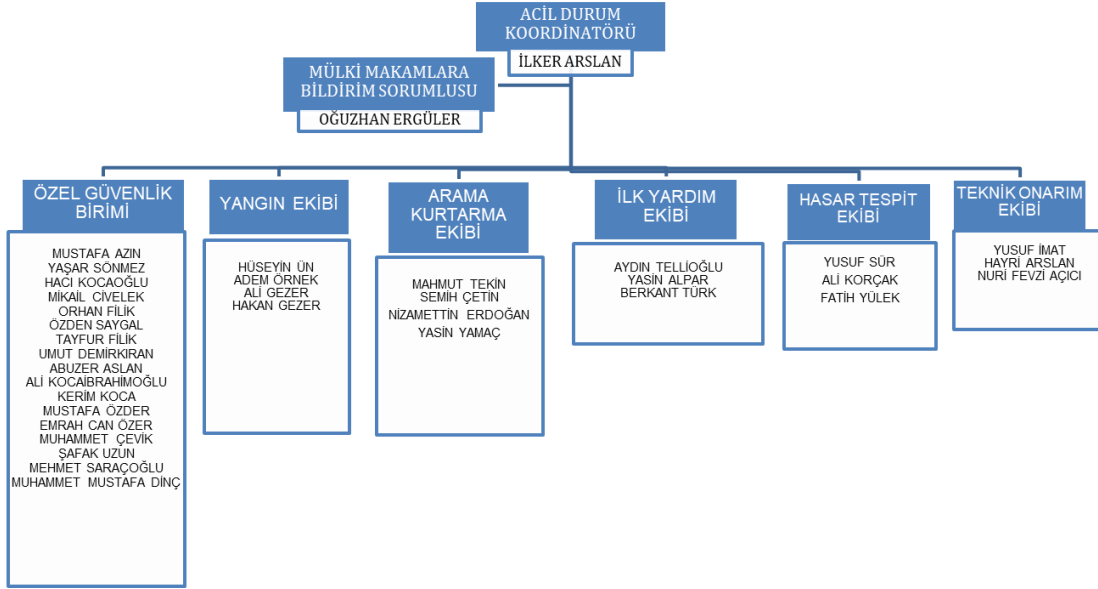 ACİL DURUM
KOORDİNATÖRÜ
İLKER ARSLAN
MÜLKİ MAKAMLARA
BİLDİRİM SORUMLUSU
OĞUZHAN ERGÜLER
ÖZEL GÜVENLİK
BİRİMİ
MUSTAFA AZIN
YAŞAR SÖNMEZ
HACI KOCAOĞLU
MİKAİL CİVELEK
ORHAN FİLİK
ÖZDEN SAYGAL
TAYFUR FİLİK
UMUT DEMİRKIRAN
ABUZER ASLAN
ALİ KOCAİBRAHİMOĞLU
KERİM KOCA
MUSTAFA ÖZDER
EMRAH CAN ÖZER
MUHAMMET ÇEVİK
ŞAFAK UZUN
MEHMET SARAÇOĞLU
MUHAMMET MUSTAFA DİNÇ
YANGIN EKİBİ
HÜSEYİN ÜN
ADEM ÖRNEK
ALİ GEZER
HAKAN GEZER
ARAMA
KURTARMA
EKİBİ
MAHMUT TEKİN
SEMİH ÇETİN
NİZAMETTİN ERDOĞAN
YASİN YAMAÇ
İLK YARDIM
EKİBİ
AYDIN TELLİOĞLU
YASİN ALPAR
BERKANT TÜRK
HASAR TESPİT
EKİBİ
YUSUF SÜR
ALİ KORÇAK
FATİH YÜLEK
TEKNİK ONARIM
EKİBİ
YUSUF İMAT
HAYRİ ARSLAN
NURİ FEVZİ AÇICI